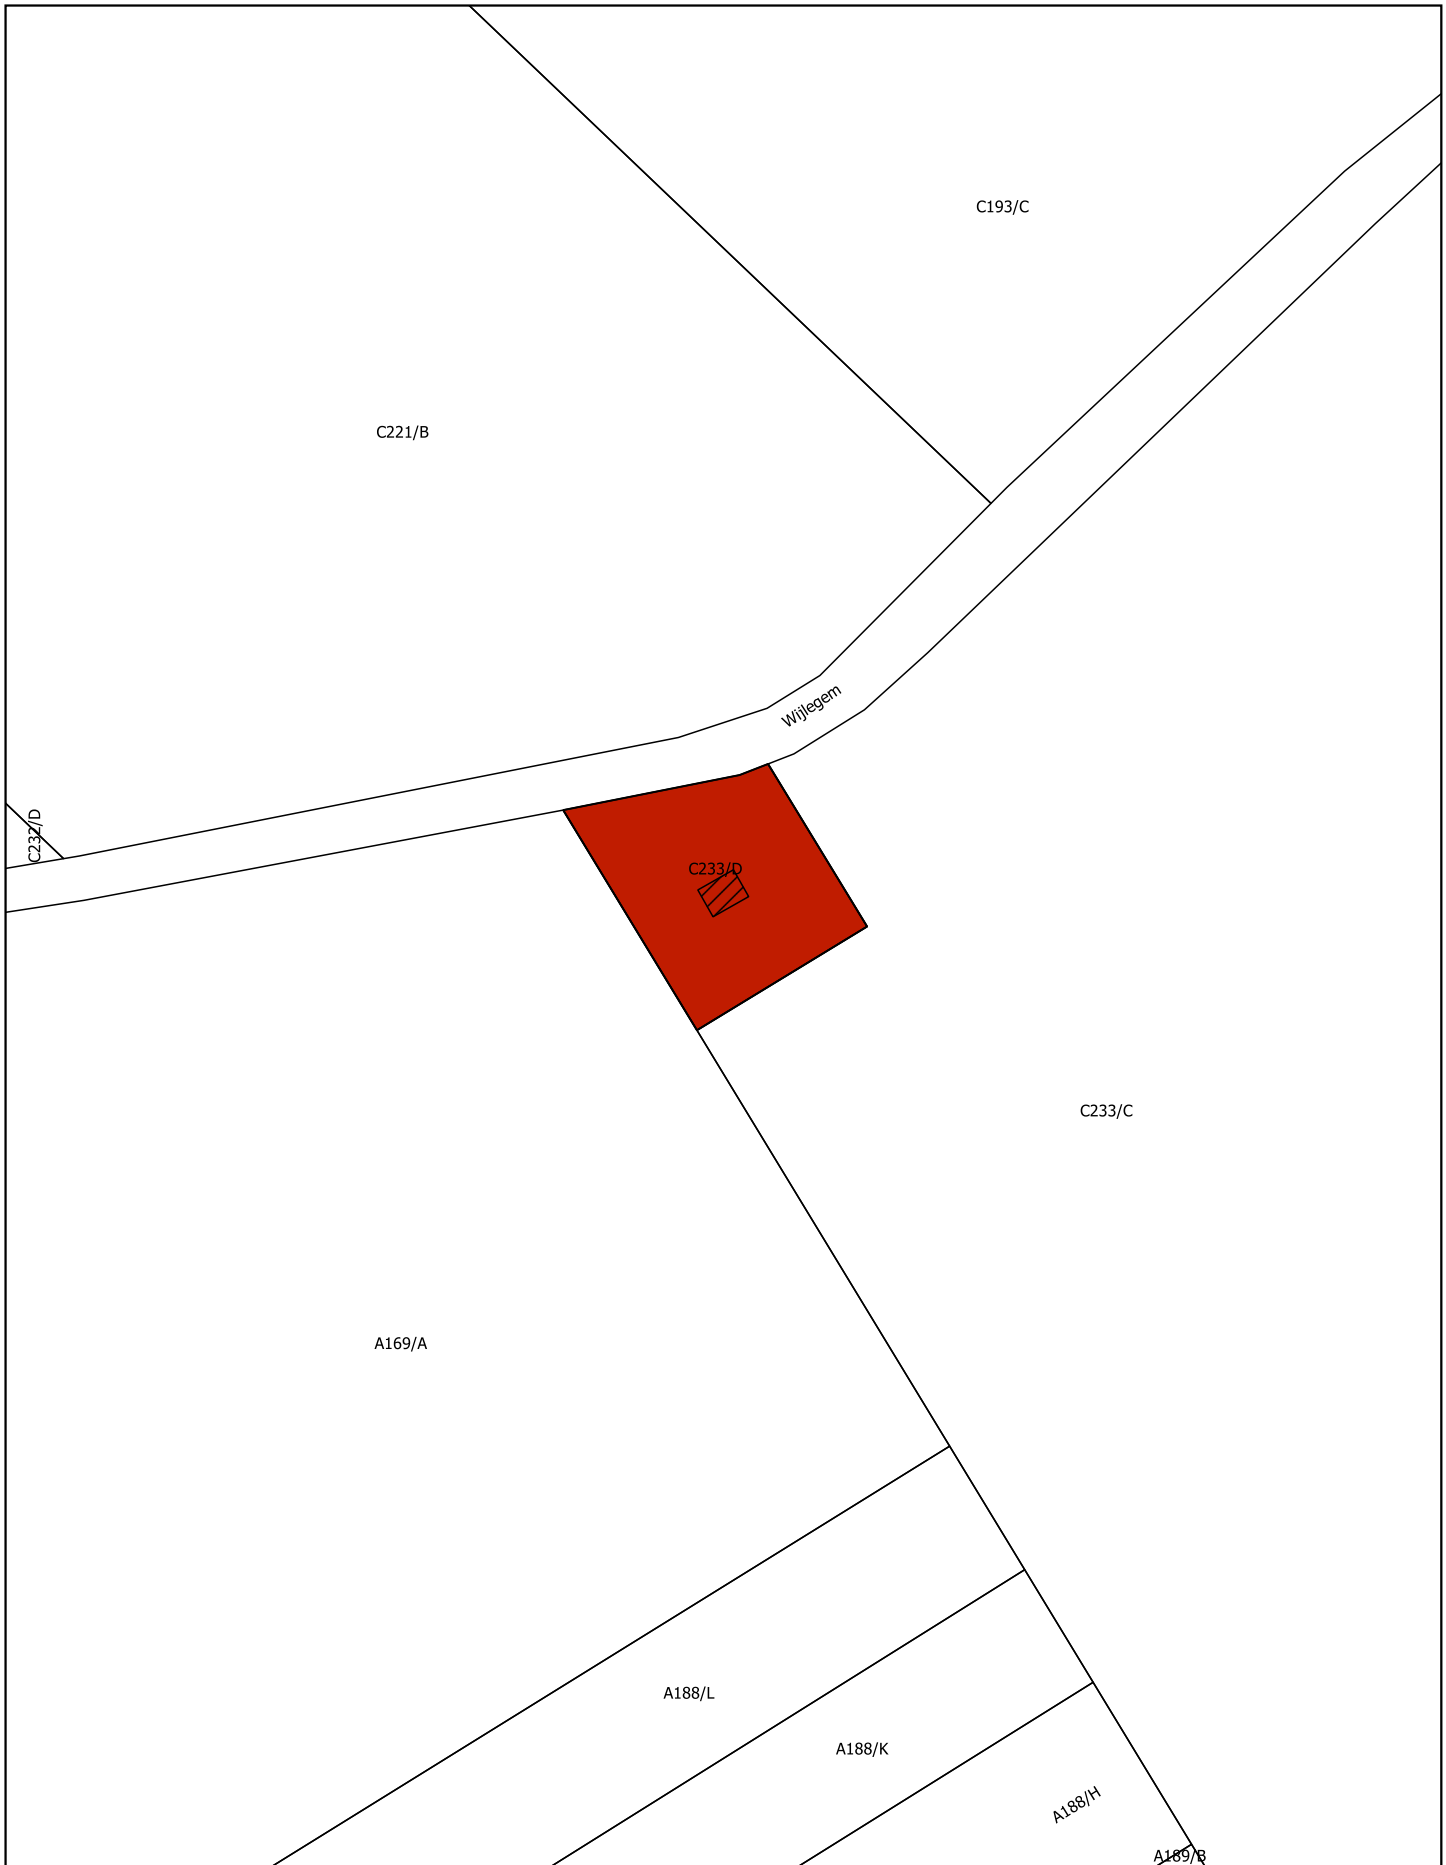 C193/C
C221/B
Wijlegem
C232/D
C233/D
C233/C
A169/A
A188/L
A188/K
A188/H
A189/B